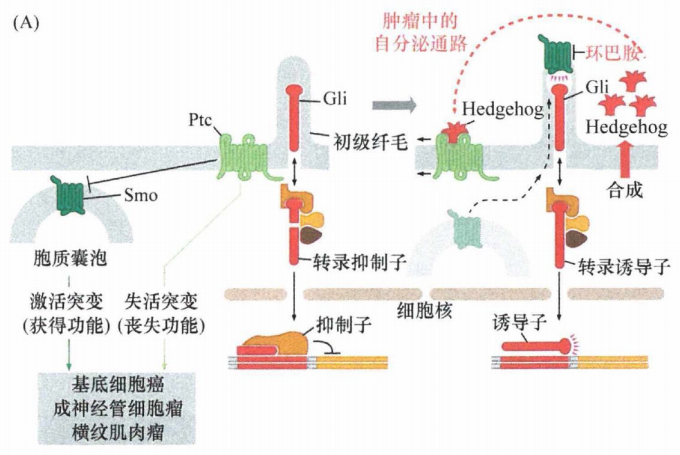 (A)
肿瘤中的
自分泌通路
环巴胺
Gli
Gli
Hedgehog
Hedgehog
Ptc
初级纤毛
合成
Smo
胞质囊泡
转录抑制子
转录诱导子
细胞核
激活突变
(获得功能)
失活突变
(丧失功能)
抑制子
诱导子
基底细胞癌
成神经管细胞瘤
横纹肌肉瘤